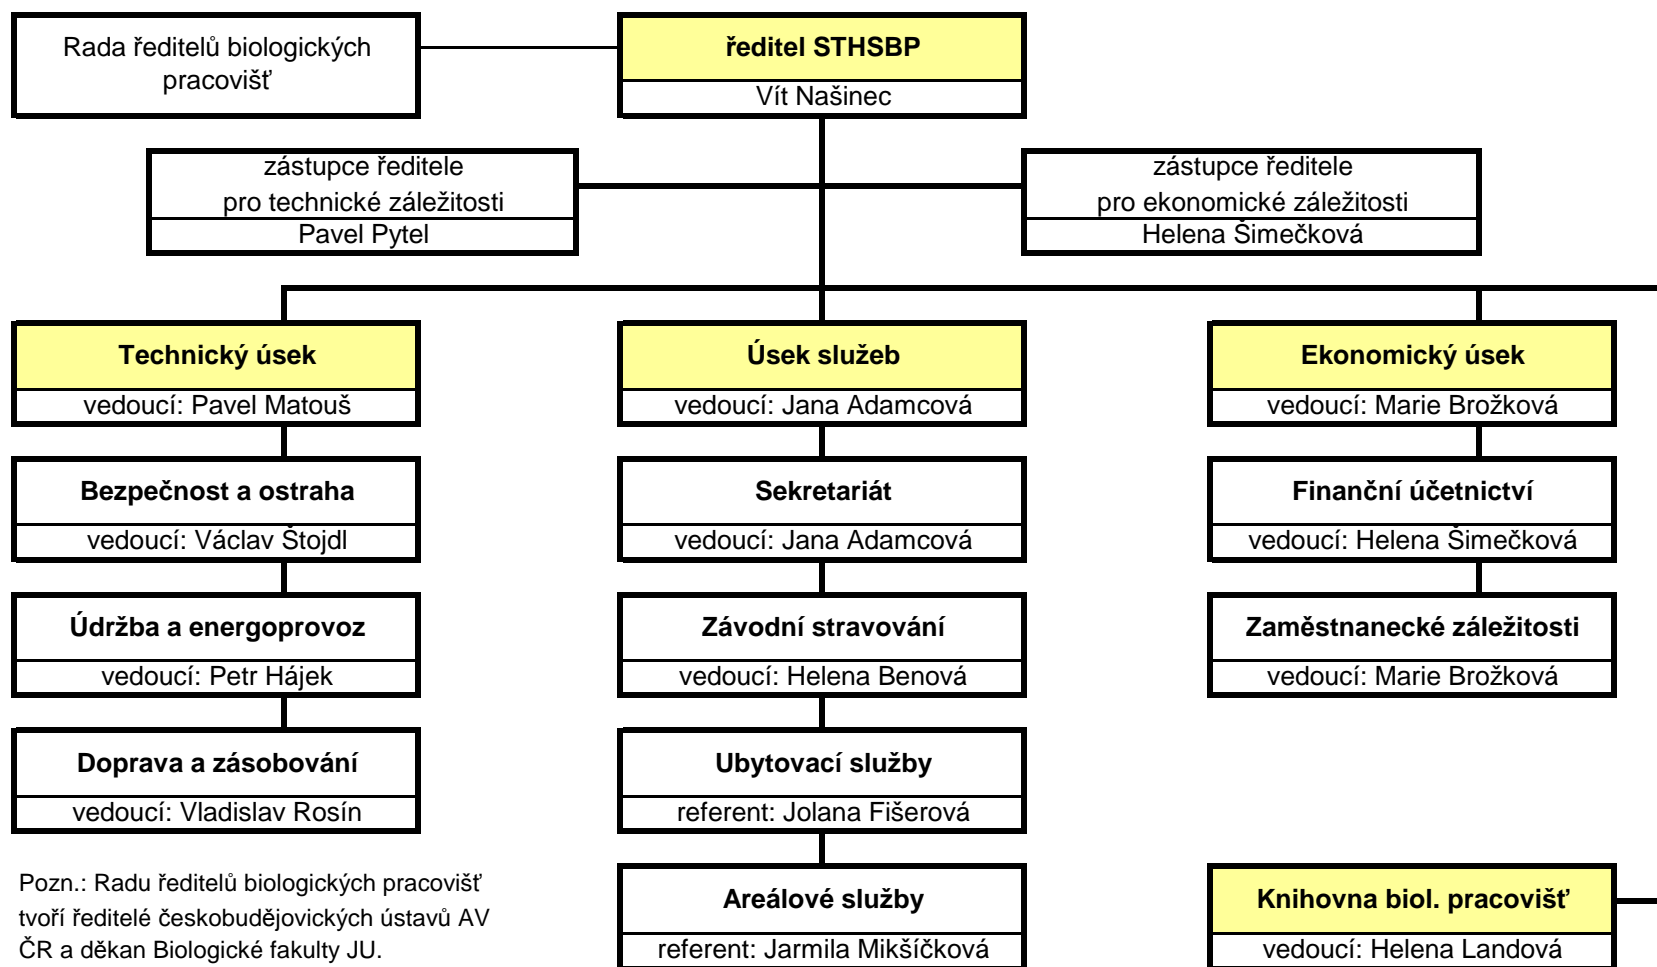 Rada ředitelů biologických
pracovišť
ředitel STHSBP
Vít Našinec
zástupce ředitele
pro technické záležitosti
Pavel Pytel
zástupce ředitele
pro ekonomické záležitosti
Helena Šimečková
Technický úsek
vedoucí: Pavel Matouš
Bezpečnost a ostraha
vedoucí: Václav Štojdl
Údržba a energoprovoz
vedoucí: Petr Hájek
Doprava a zásobování
vedoucí: Vladislav Rosín
Úsek služeb
vedoucí: Jana Adamcová
Sekretariát
vedoucí: Jana Adamcová
Závodní stravování
vedoucí: Helena Benová
Ubytovací služby
referent: Jolana Fišerová
Areálové služby
referent: Jarmila Mikšíčková
Ekonomický úsek
vedoucí: Marie Brožková
Finanční účetnictví
vedoucí: Helena Šimečková
Zaměstnanecké záležitosti
vedoucí: Marie Brožková
Knihovna biol. pracovišť
vedoucí: Helena Landová
Pozn.: Radu ředitelů biologických pracovišť
tvoří ředitelé českobudějovických ústavů AV
ČR a děkan Biologické fakulty JU.